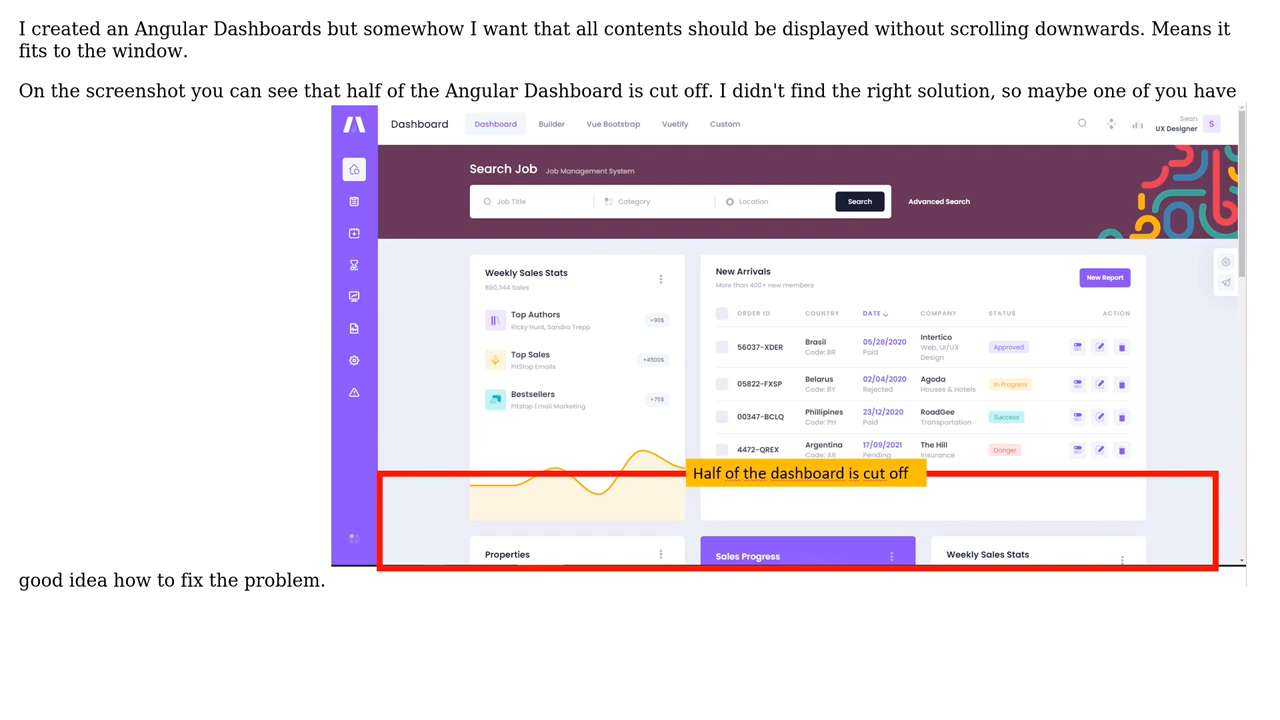 I created an Angular Dashboards but somewhow I want that all contents should be displayed without scrolling downwards. Means it
fits to the window.
On the screenshot you can see that half of the Angular Dashboard is cut off. I didn't find the right solution, so maybe one of you have
Dashboard
Dashboard Builder Vue Bootstrap Vuetify Custom
Sean
UX Designer
S
Search Job Job Management System
Job Title Category Location Search Advanced Search
Weekly Sales Stats
890,344 Sales
Top Authors
Ricky Hunt, Sandra Trepp
+90$
Top Sales
PitStop Emails
+4500$
Bestsellers
Pitstop Email Marketing
+75$
New Arrivals
More than 400+ new members
New Report
ORDER ID COUNTRY DATE COMPANY STATUS ACTION
56037-XDER Brasil Code: BR 05/28/2020 Paid Intertico Web, UI/UX Design Approved
05822-FXSP Belarus Code: BY 02/04/2020 Rejected Agoda Houses & Hotels In Progress
00347-BCLQ Phillipines Code: PH 23/12/2020 Paid RoadGee Transportation Success
4472-QREX Argentina Code: AR 17/09/2021 Pending The Hill Insurance Danger
Half of the dashboard is cut off
Properties
Sales Progress
Weekly Sales Stats
good idea how to fix the problem.